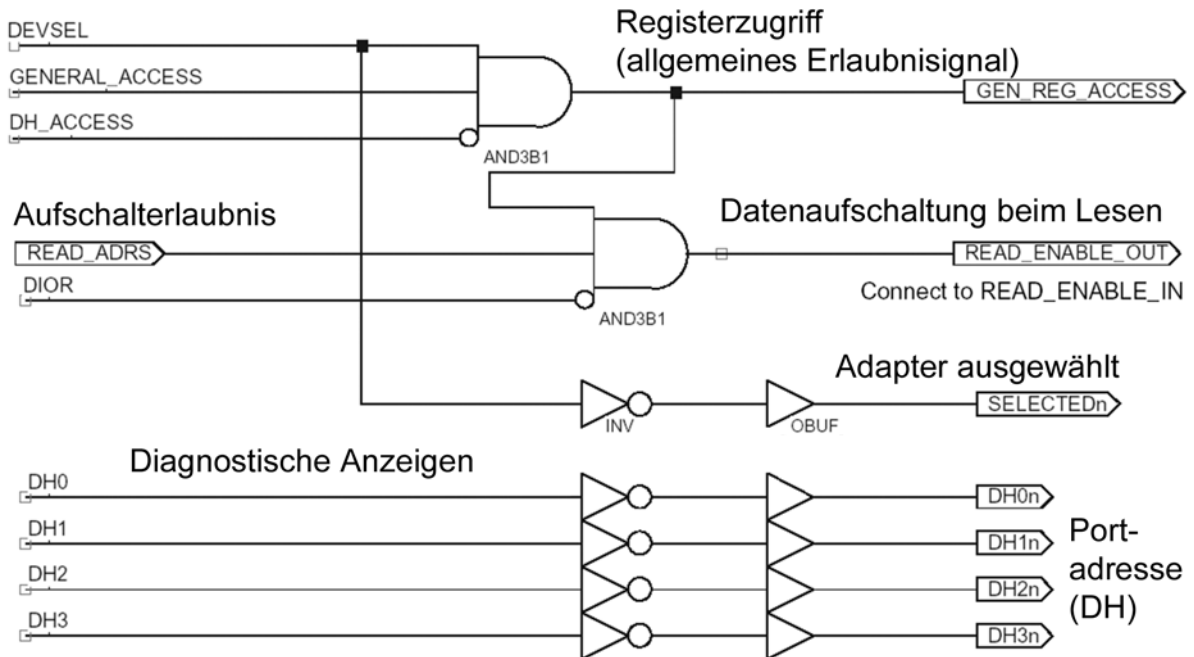 DEVSEL
Registerzugriff
(allgemeines Erlaubnisignal)
GENERAL_ACCESS
GEN_REG_ACCESS
DH_ACCESS
AND3B1
Aufschalterlaubnis
Datenaufschaltung beim Lesen
READ_ADRS
READ_ENABLE_OUT
DIOR
Connect to READ_ENABLE_IN
AND3B1
Adapter ausgewählt
SELECTEDn
INV
OBUF
Diagnostische Anzeigen
DH0
DH0n
DH1
DH1n
DH2
DH2n
DH3
DH3n
Port-
adresse
(DH)